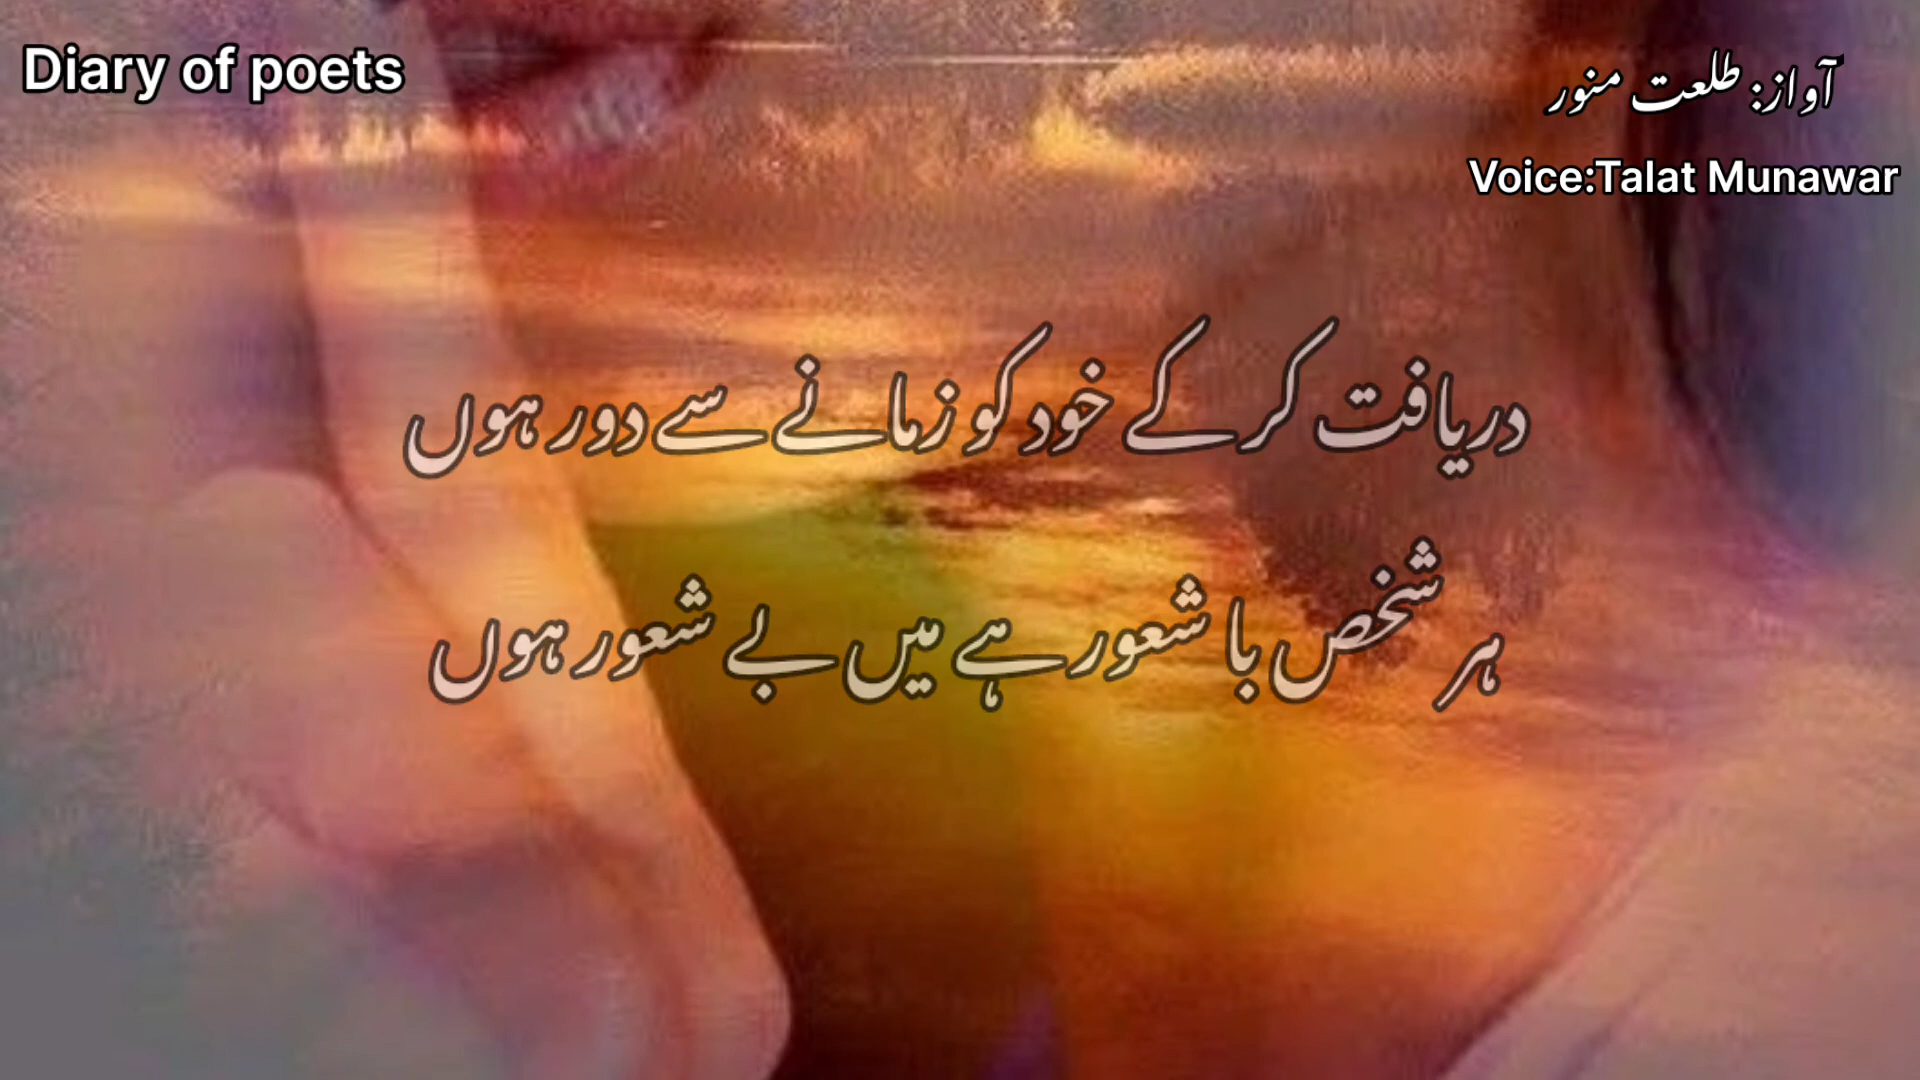 Diary of poets
آواز: طلعت منور
Voice:Talat Munawar
دریافت کر کے خود کو زمانے سے دور ہوں
ہر شخص با شعور ہے میں بے شعور ہوں